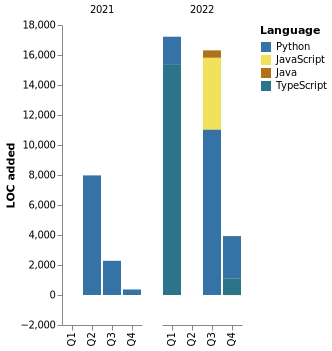 2021 2022
Language
Python
JavaScript
Java
TypeScript
LOC added
18,000
16,000
14,000
12,000
10,000
8,000
6,000
4,000
2,000
0
−2,000
Q1 Q2 Q3 Q4 Q1 Q2 Q3 Q4